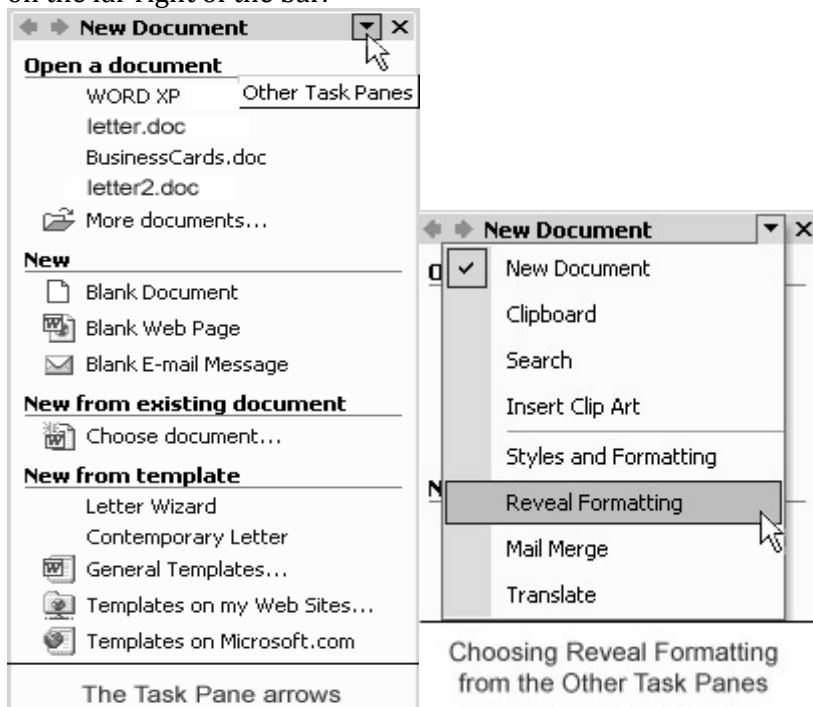 on the far right of the bar.
New Document
Open a document
WORD XP
Other Task Panes
letter.doc
BusinessCards.doc
letter2.doc
More documents...
New
Blank Document
Blank Web Page
Blank E-mail Message
New from existing document
Choose document...
New from template
Letter Wizard
Contemporary Letter
General Templates...
Templates on my Web Sites...
Templates on Microsoft.com
The Task Pane arrows
New Document
New Document
Clipboard
Search
Insert Clip Art
Styles and Formatting
Reveal Formatting
Mail Merge
Translate
Choosing Reveal Formatting
from the Other Task Panes